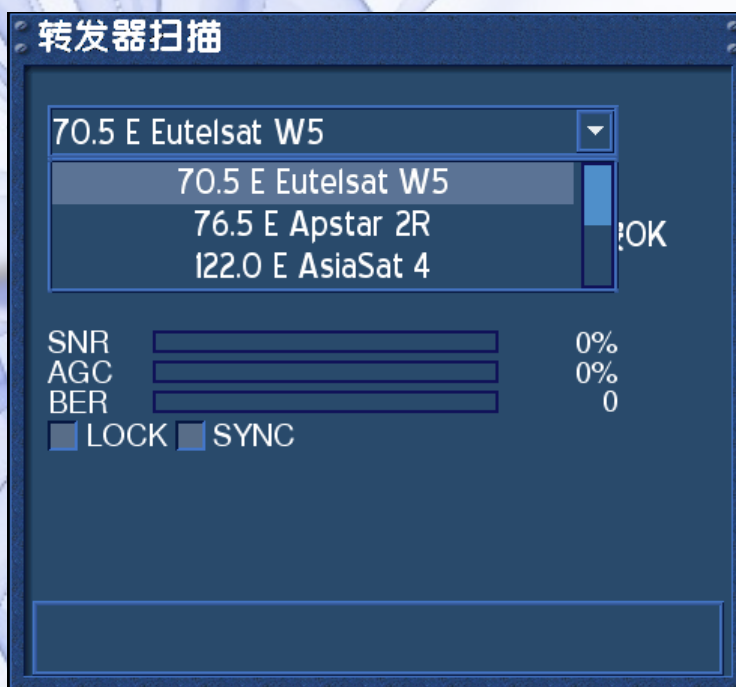 转发器扫描
70.5 E Eutelsat W5
70.5 E Eutelsat W5
76.5 E Apstar 2R
OK
122.0 E AsiaSat 4
SNR 0%
AGC 0%
BER 0
LOCK SYNC